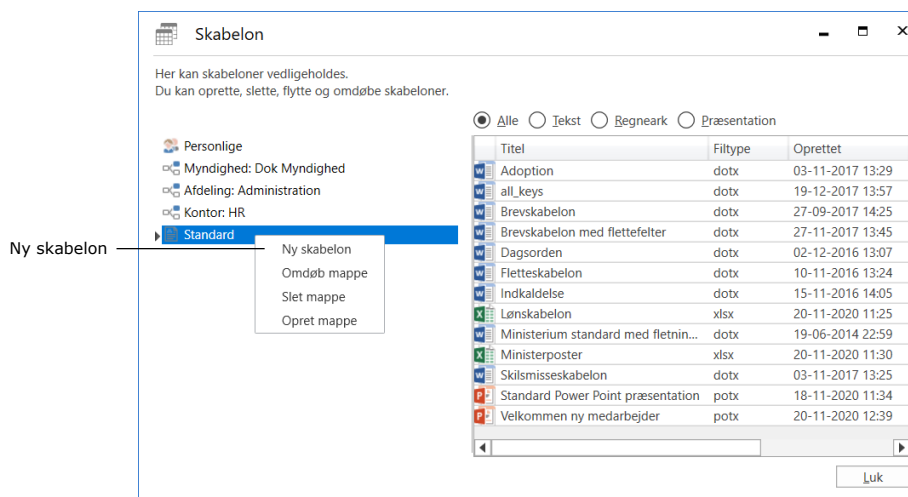 Skabelon
Her kan skabeloner vedligeholdes.
Du kan oprette, slette, flytte og omdøbe skabeloner.
Alle Tekst Regneark Præsentation
Personlige
Myndighed: Dok Myndighed
Afdeling: Administration
Kontor: HR
Standard
Ny skabelon
Ny skabelon
Omdøb mappe
Slet mappe
Opret mappe
Titel Filtype Oprettet
Adoption dotx 03-11-2017 13:29
all_keys dotx 19-12-2017 13:57
Brevskabelon dotx 27-09-2017 14:25
Brevskabelon med flettefelter dotx 27-11-2017 13:45
Dagsorden dotx 02-12-2016 13:07
Fletteskabelon dotx 10-11-2016 13:24
Indkaldelse dotx 15-11-2016 14:05
Lønskabelon xlsx 20-11-2020 11:25
Ministerium standard med fletnin... dotx 19-06-2014 22:59
Ministerposter xlsx 20-11-2020 11:30
Skilsmisseskabelon dotx 03-11-2017 13:25
Standard Power Point præsentation potx 18-11-2020 11:34
Velkommen ny medarbejder potx 20-11-2020 12:39
Luk